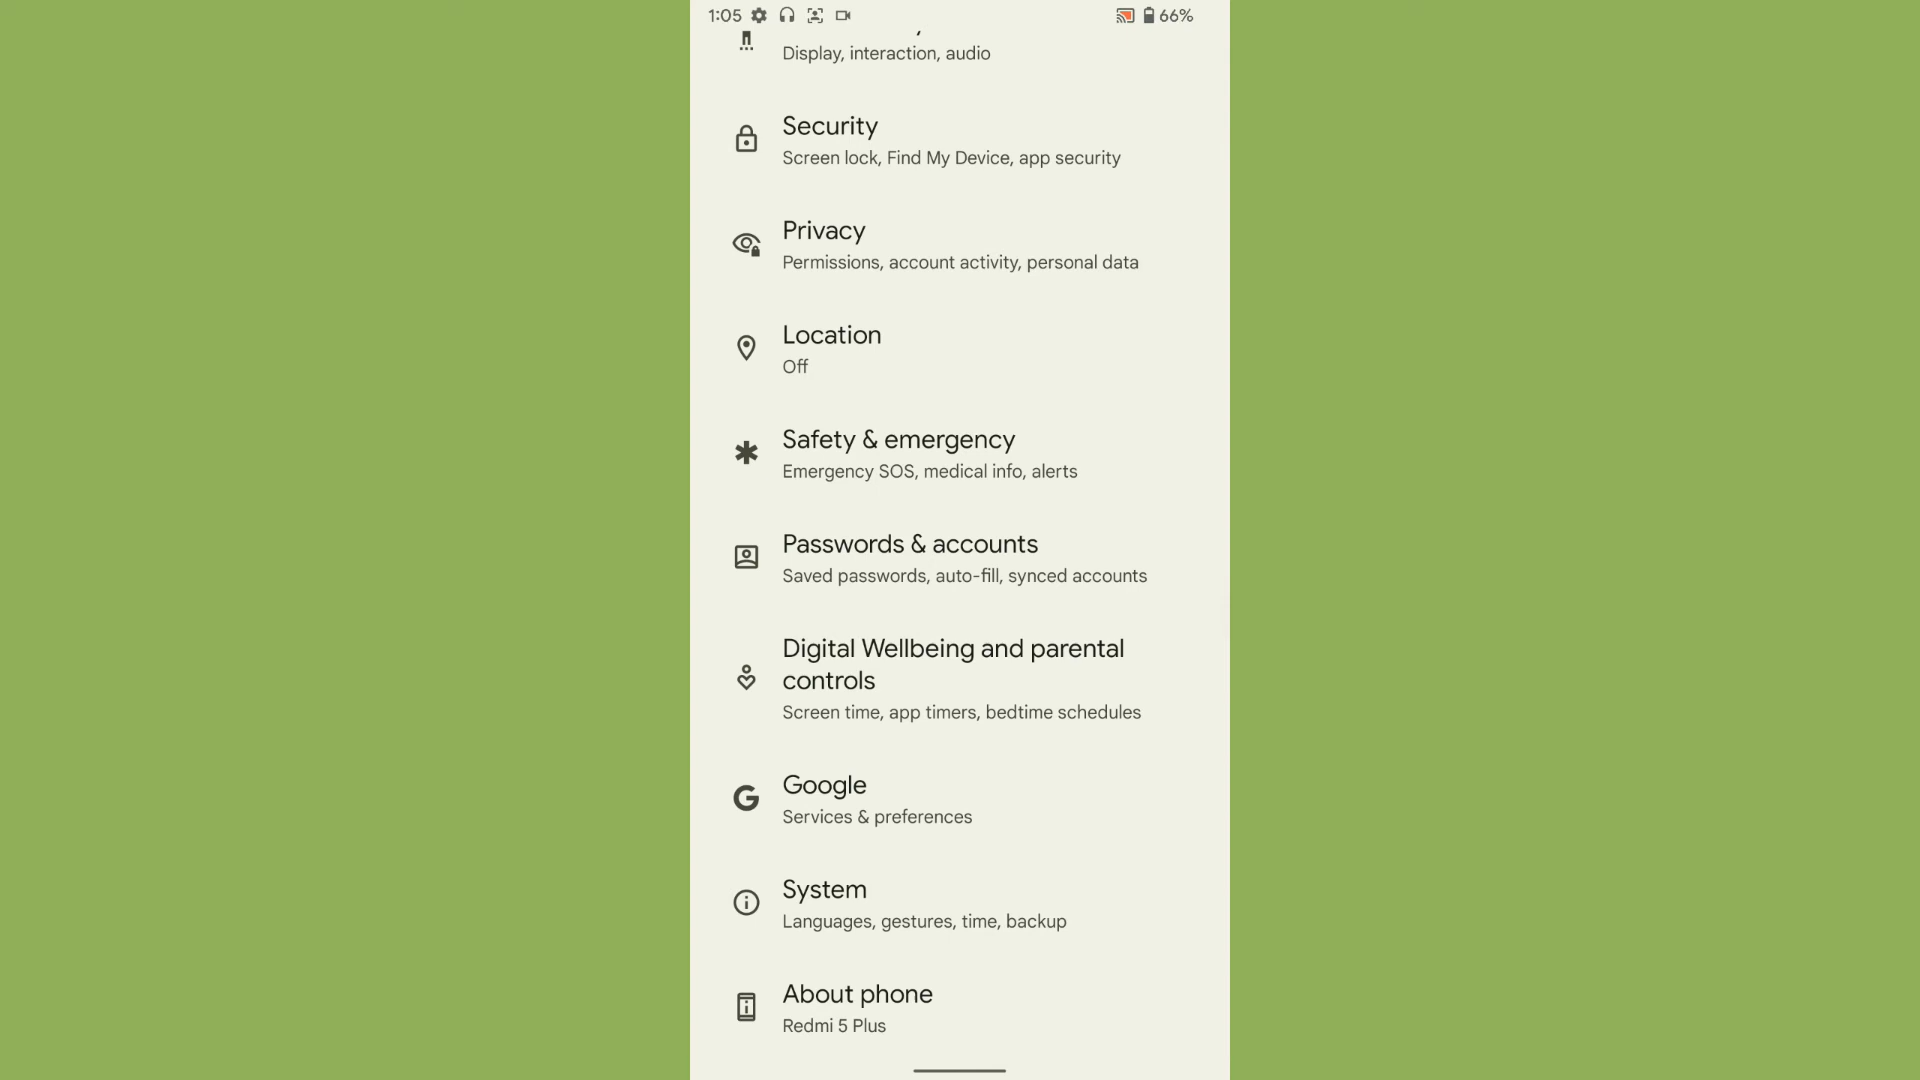 1:05
66%
Display, interaction, audio
Security
Screen lock, Find My Device, app security
Privacy
Permissions, account activity, personal data
Location
Off
Safety & emergency
Emergency SOS, medical info, alerts
Passwords & accounts
Saved passwords, auto-fill, synced accounts
Digital Wellbeing and parental
controls
Screen time, app timers, bedtime schedules
Google
Services & preferences
System
Languages, gestures, time, backup
About phone
Redmi 5 Plus